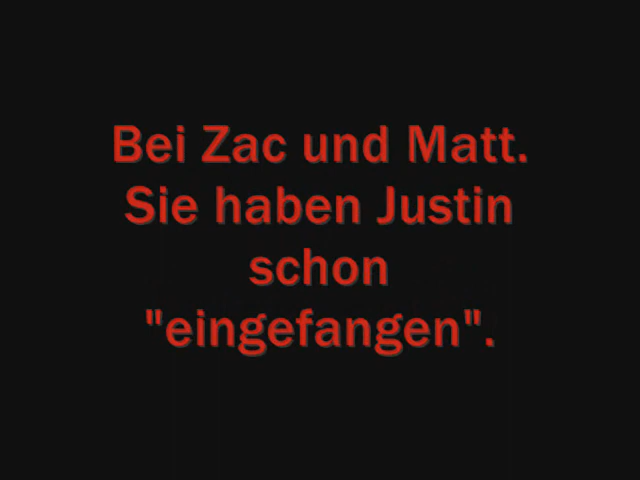 Bei Zac und Matt.
Sie haben Justin
schon
"eingefangen".